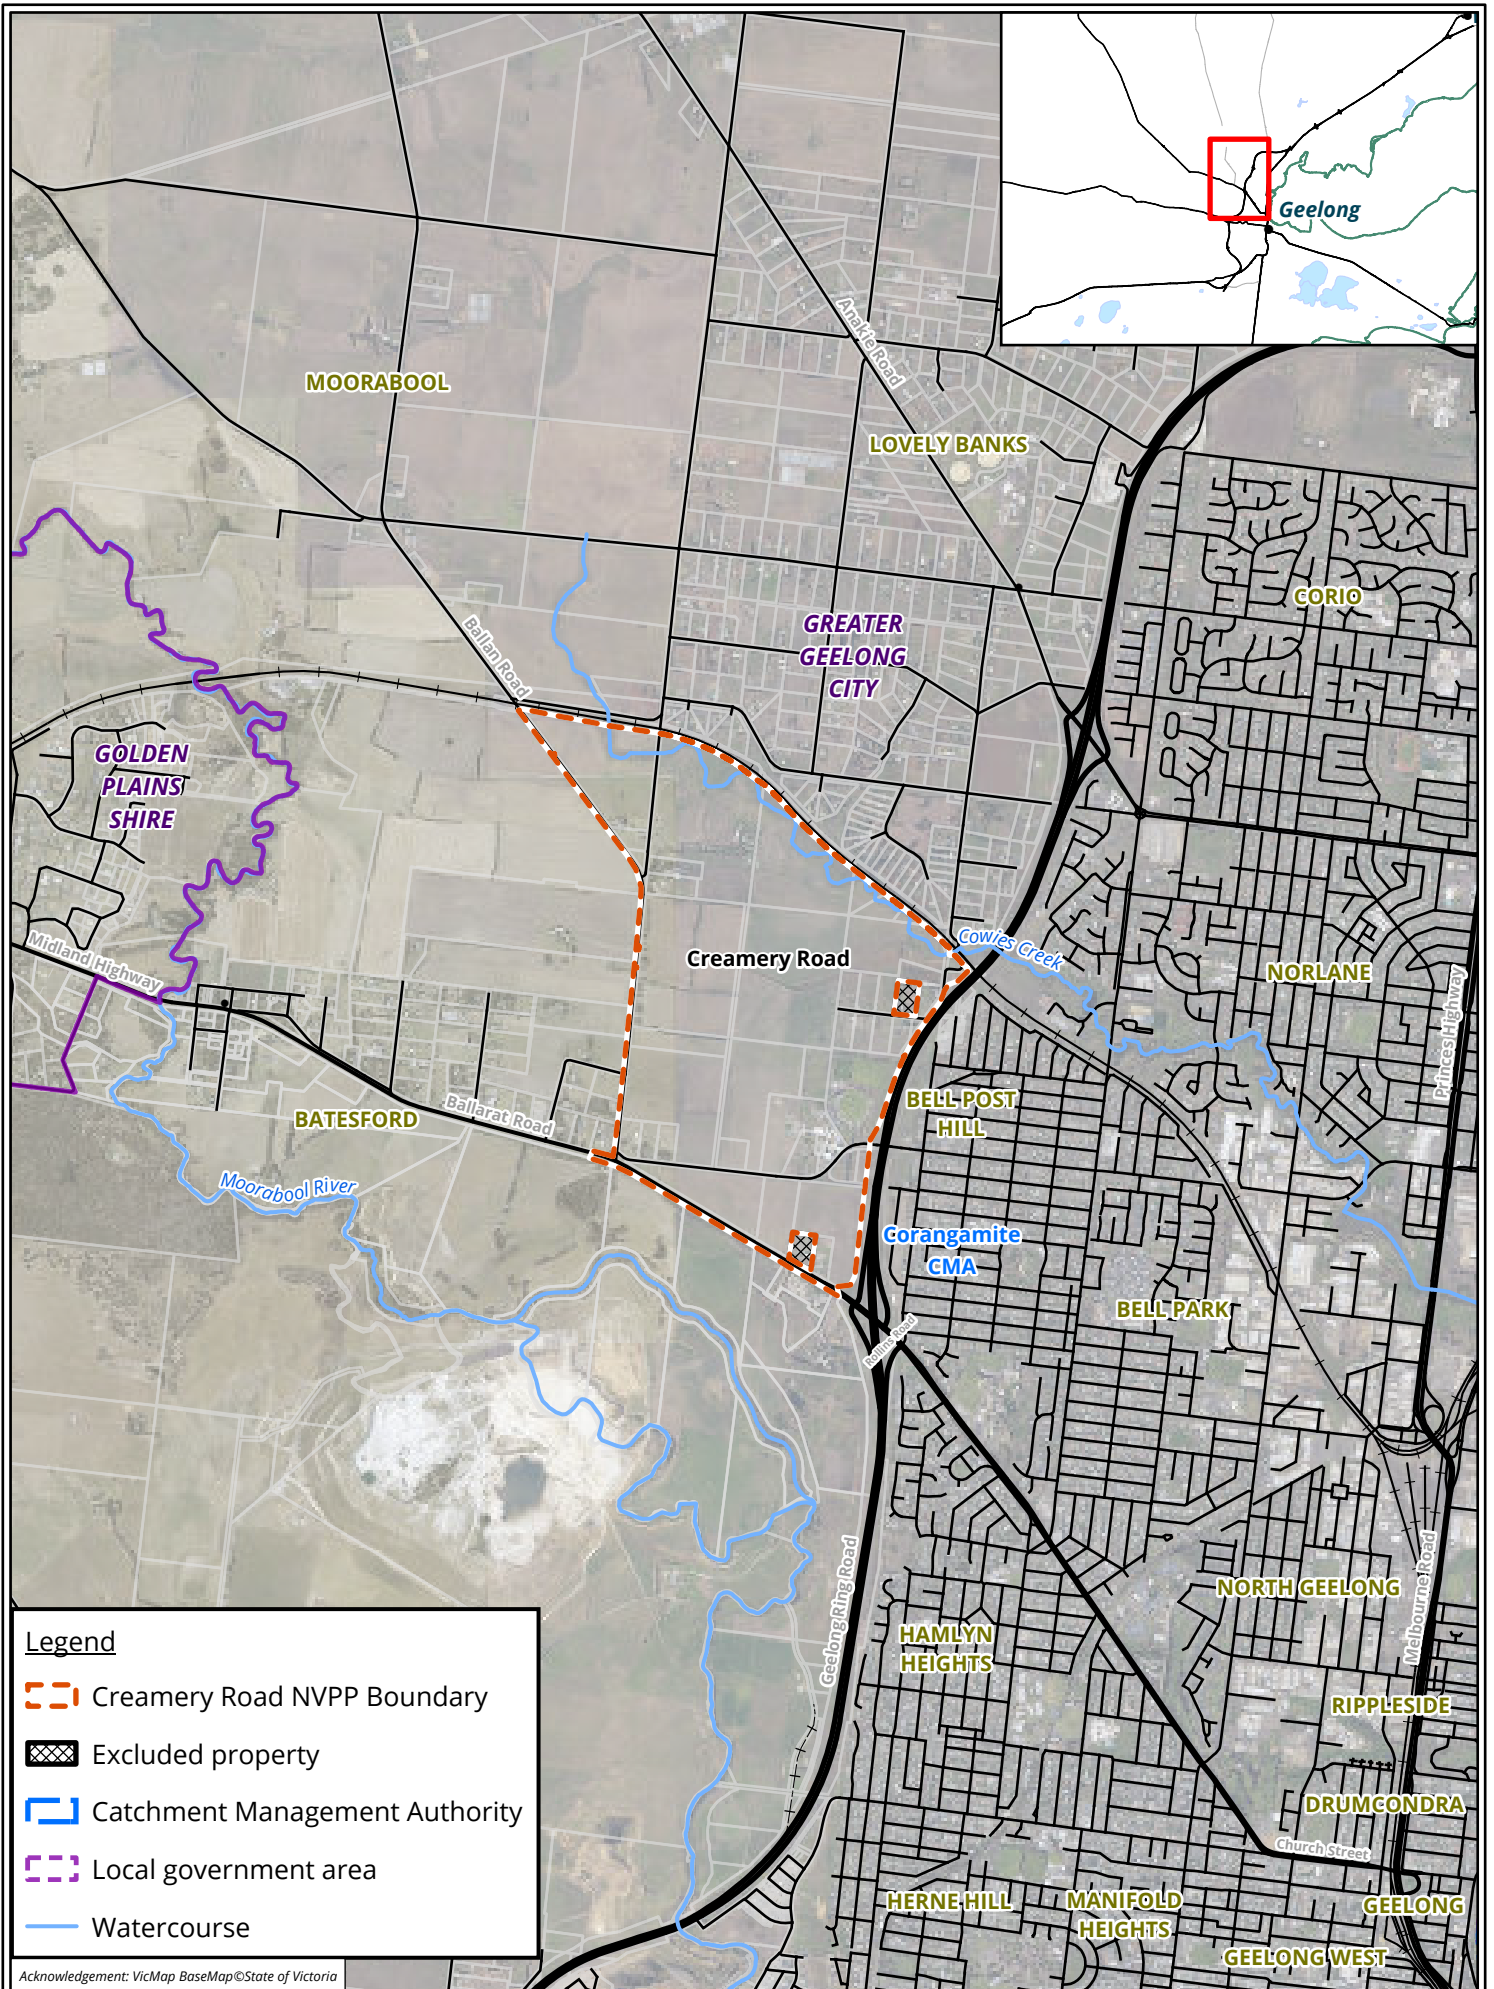 Geelong
Anakie Road
MOORABOOL
LOVELY BANKS
CORIO
GREATER
GEELONG
CITY
Ballan Road
GOLDEN
PLAINS
SHIRE
Midland Highway
Creamery Road
Cowies Creek
NORLANE
Princes Highway
BELL POST
HILL
BATESFORD
Ballarat Road
Moorabool River
Corangamite
CMA
BELL PARK
Rollins Road
Geelong Ring Road
NORTH GEELONG
Melbourne Road
HAMLYN
HEIGHTS
RIPPLESIDE
DRUMCONDRA
Church Street
HERNE HILL
MANIFOLD
HEIGHTS
GEELONG
GEELONG WEST
Legend
Creamery Road NVPP Boundary
Excluded property
Catchment Management Authority
Local government area
Watercourse
Acknowledgement: VicMap BaseMap©State of Victoria